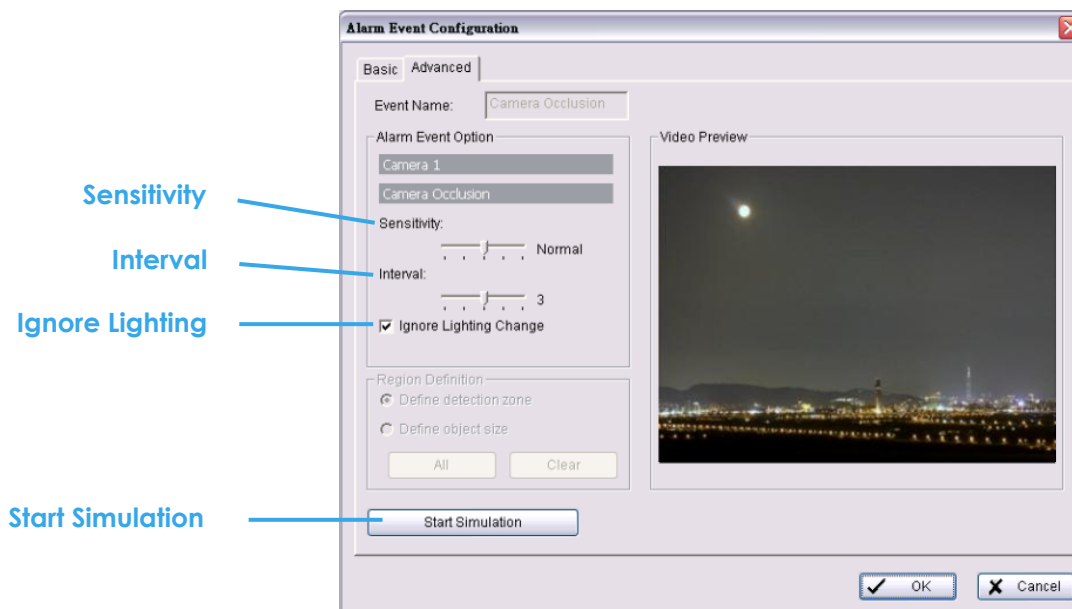 Alarm Event Configuration
Basic Advanced
Event Name: Camera Occlusion
Alarm Event Option
Camera 1
Camera Occlusion
Sensitivity:
Normal
Interval:
3
Ignore Lighting Change
Region Definition
Define detection zone
Define object size
All Clear
Start Simulation
Video Preview
OK Cancel
Sensitivity
Interval
Ignore Lighting
Start Simulation